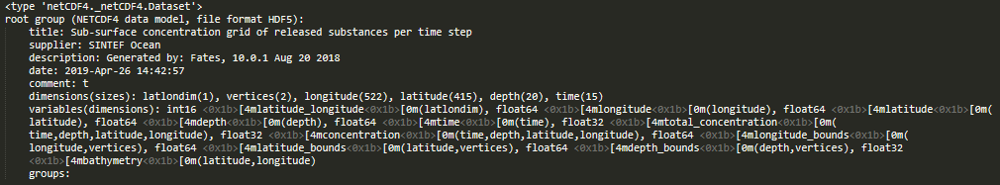 <type 'netCDF4._netCDF4.Dataset'>
root group (NETCDF4 data model, file format HDF5):
    title: Sub-surface concentration grid of released substances per time step
    supplier: SINTEF Ocean
    description: Generated by: Fates, 10.0.1 Aug 20 2018
    date: 2019-Apr-26 14:42:57
    comment: t
    dimensions(sizes): latlondim(1), vertices(2), longitude(522), latitude(415), depth(20), time(15)
    variables(dimensions): int16 <0x1b>[4mlatitude_longitude<0x1b>[0m(latlondim), float64 <0x1b>[4mlongitude<0x1b>[0m(longitude), float64 <0x1b>[4mlatitude<0x1b>[0m(
    latitude), float64 <0x1b>[4mdepth<0x1b>[0m(depth), float64 <0x1b>[4mtime<0x1b>[0m(time), float32 <0x1b>[4mtotal_concentration<0x1b>[0m(
    time,depth,latitude,longitude), float32 <0x1b>[4mconcentration<0x1b>[0m(time,depth,latitude,longitude), float64 <0x1b>[4mlongitude_bounds<0x1b>[0m(
    longitude,vertices), float64 <0x1b>[4mlatitude_bounds<0x1b>[0m(latitude,vertices), float64 <0x1b>[4mdepth_bounds<0x1b>[0m(depth,vertices), float32
    <0x1b>[4mbathymetry<0x1b>[0m(latitude,longitude)
    groups: